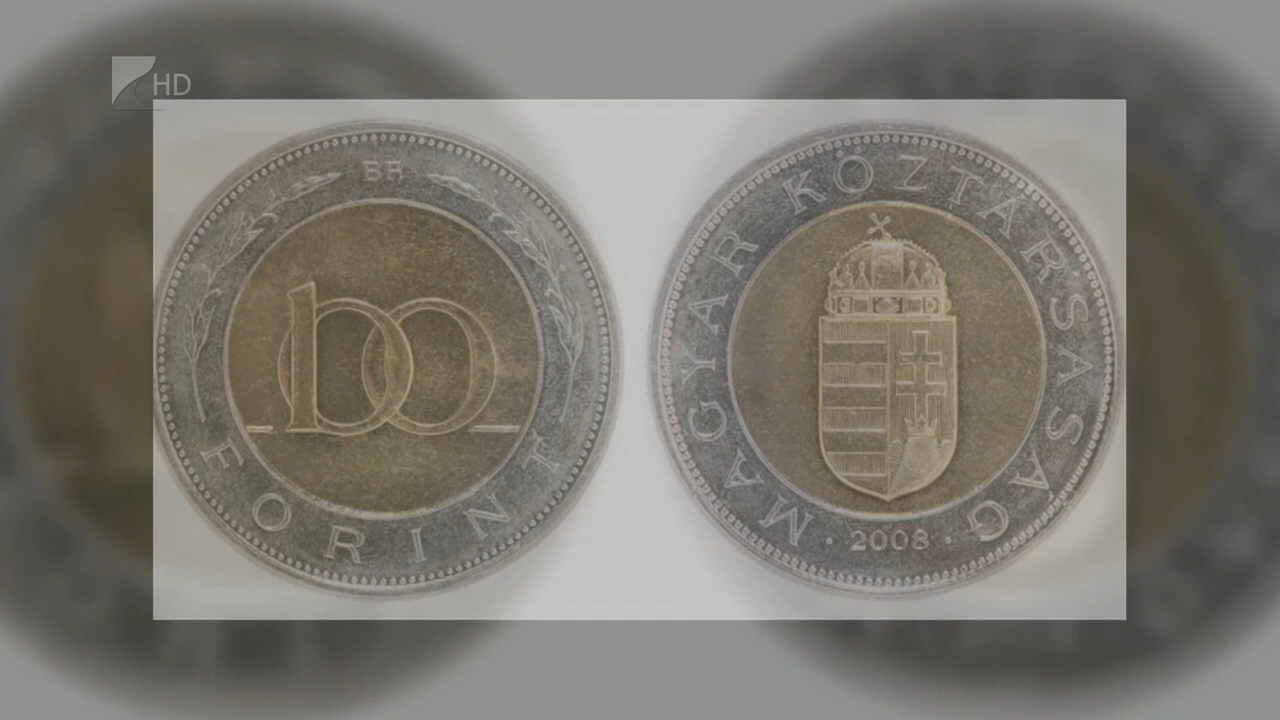 HD
BP.
100
FORINT
MAGYAR KÖZTÁRSASÁG
· 2008 ·